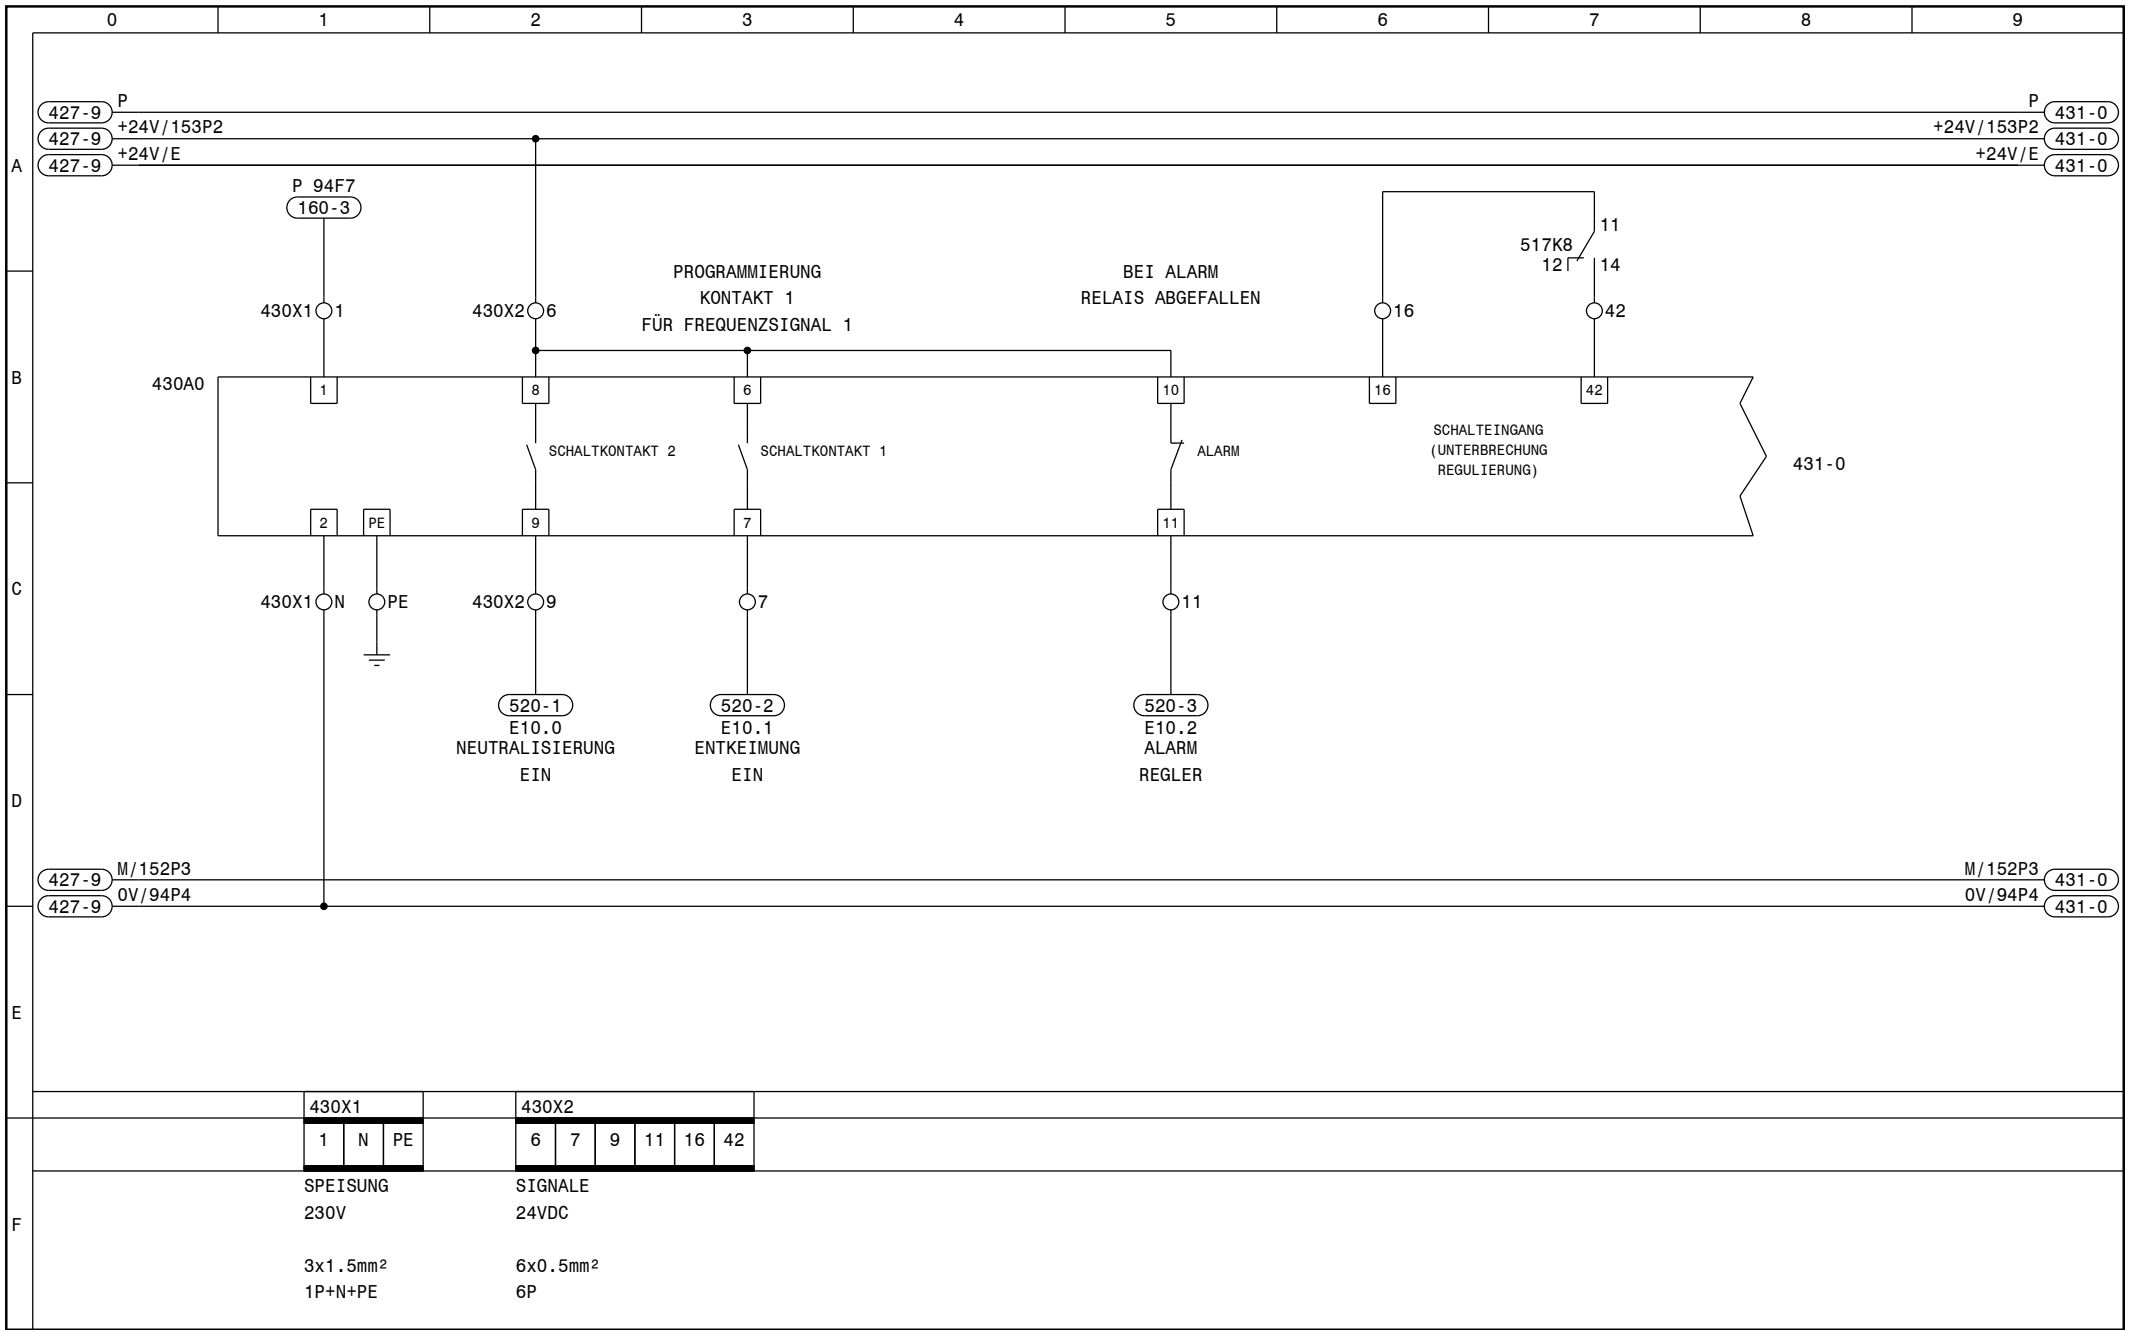 0 1 2 3 4 5 6 7 8 9
P P
427-9 431-0
+24V/153P2 +24V/153P2
427-9 431-0
+24V/E +24V/E
A 427-9 431-0
P 94F7
160-3
11
517K8
12 14
PROGRAMMIERUNG
KONTAKT 1
FÜR FREQUENZSIGNAL 1
BEI ALARM
RELAIS ABGEFALLEN
430X1 1 430X2 6 16 42
B
430A0 1 8 6 10 16 42
SCHALTKONTAKT 2 SCHALTKONTAKT 1 ALARM
SCHALTEINGANG
(UNTERBRECHUNG
REGULIERUNG)
431-0
2 PE 9 7 11
C
430X1 N PE 430X2 9 7 11
520-1
E10.0
NEUTRALISIERUNG
EIN
520-2
E10.1
ENTKEIMUNG
EIN
520-3
E10.2
ALARM
REGLER
D
M/152P3 M/152P3
427-9 431-0
0V/94P4 0V/94P4
427-9 431-0
E
430X1 430X2
1 N PE 6 7 9 11 16 42
SPEISUNG SIGNALE
230V 24VDC
F
3x1.5mm² 6x0.5mm²
1P+N+PE 6P